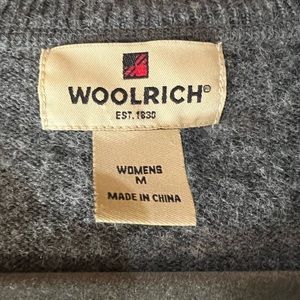 WOOLRICH®
EST. 1830
WOMENS
M
MADE IN CHINA